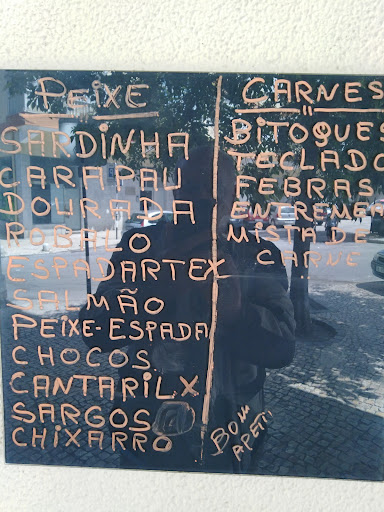 PEIXE
SARDINHA
CARAPAU
DOURADA
ROBALO
ESPADARTEX
SALMÃO
PEIXE-ESPADA
CHOCOS
CANTARILX
SARGOS
CHIXARRO
CARNES
BITOQUES
TOCLADO
FEBRAS
ENTREMEA
MISTA DE
CARNE
BOM
APETI